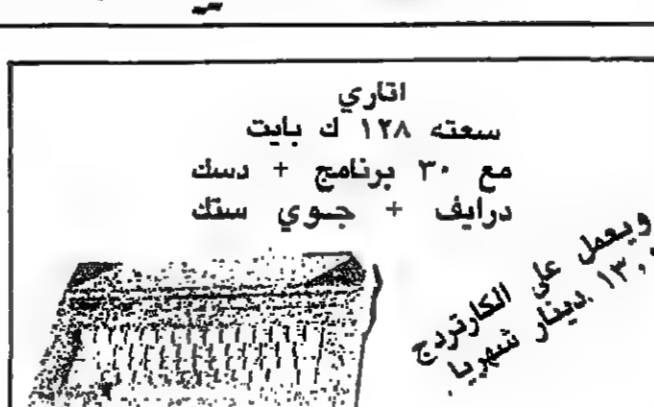 اتاري
سعته ١٢٨ ك بايت
مع ٣٠ برنامج + دسك
درايف + جوي ستك
ويعمل على الكارتردج
دينار شهريا